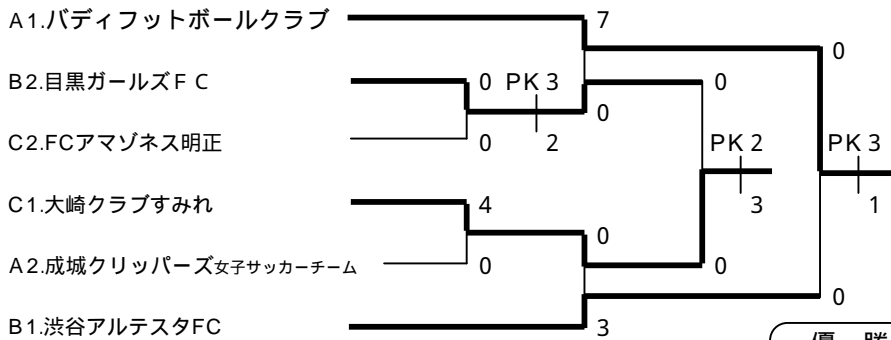 A1.バディフットボールクラブ
7
0
B2.目黒ガールズＦＣ
0 PK 3
0
0
C2.FCアマゾネス明正
0
2
PK 2
PK 3
C1.大崎クラブすみれ
4
3
1
0
A2.成城クリッパーズ女子サッカーチーム
0
0
0
B1.渋谷アルテスタFC
3
優 勝